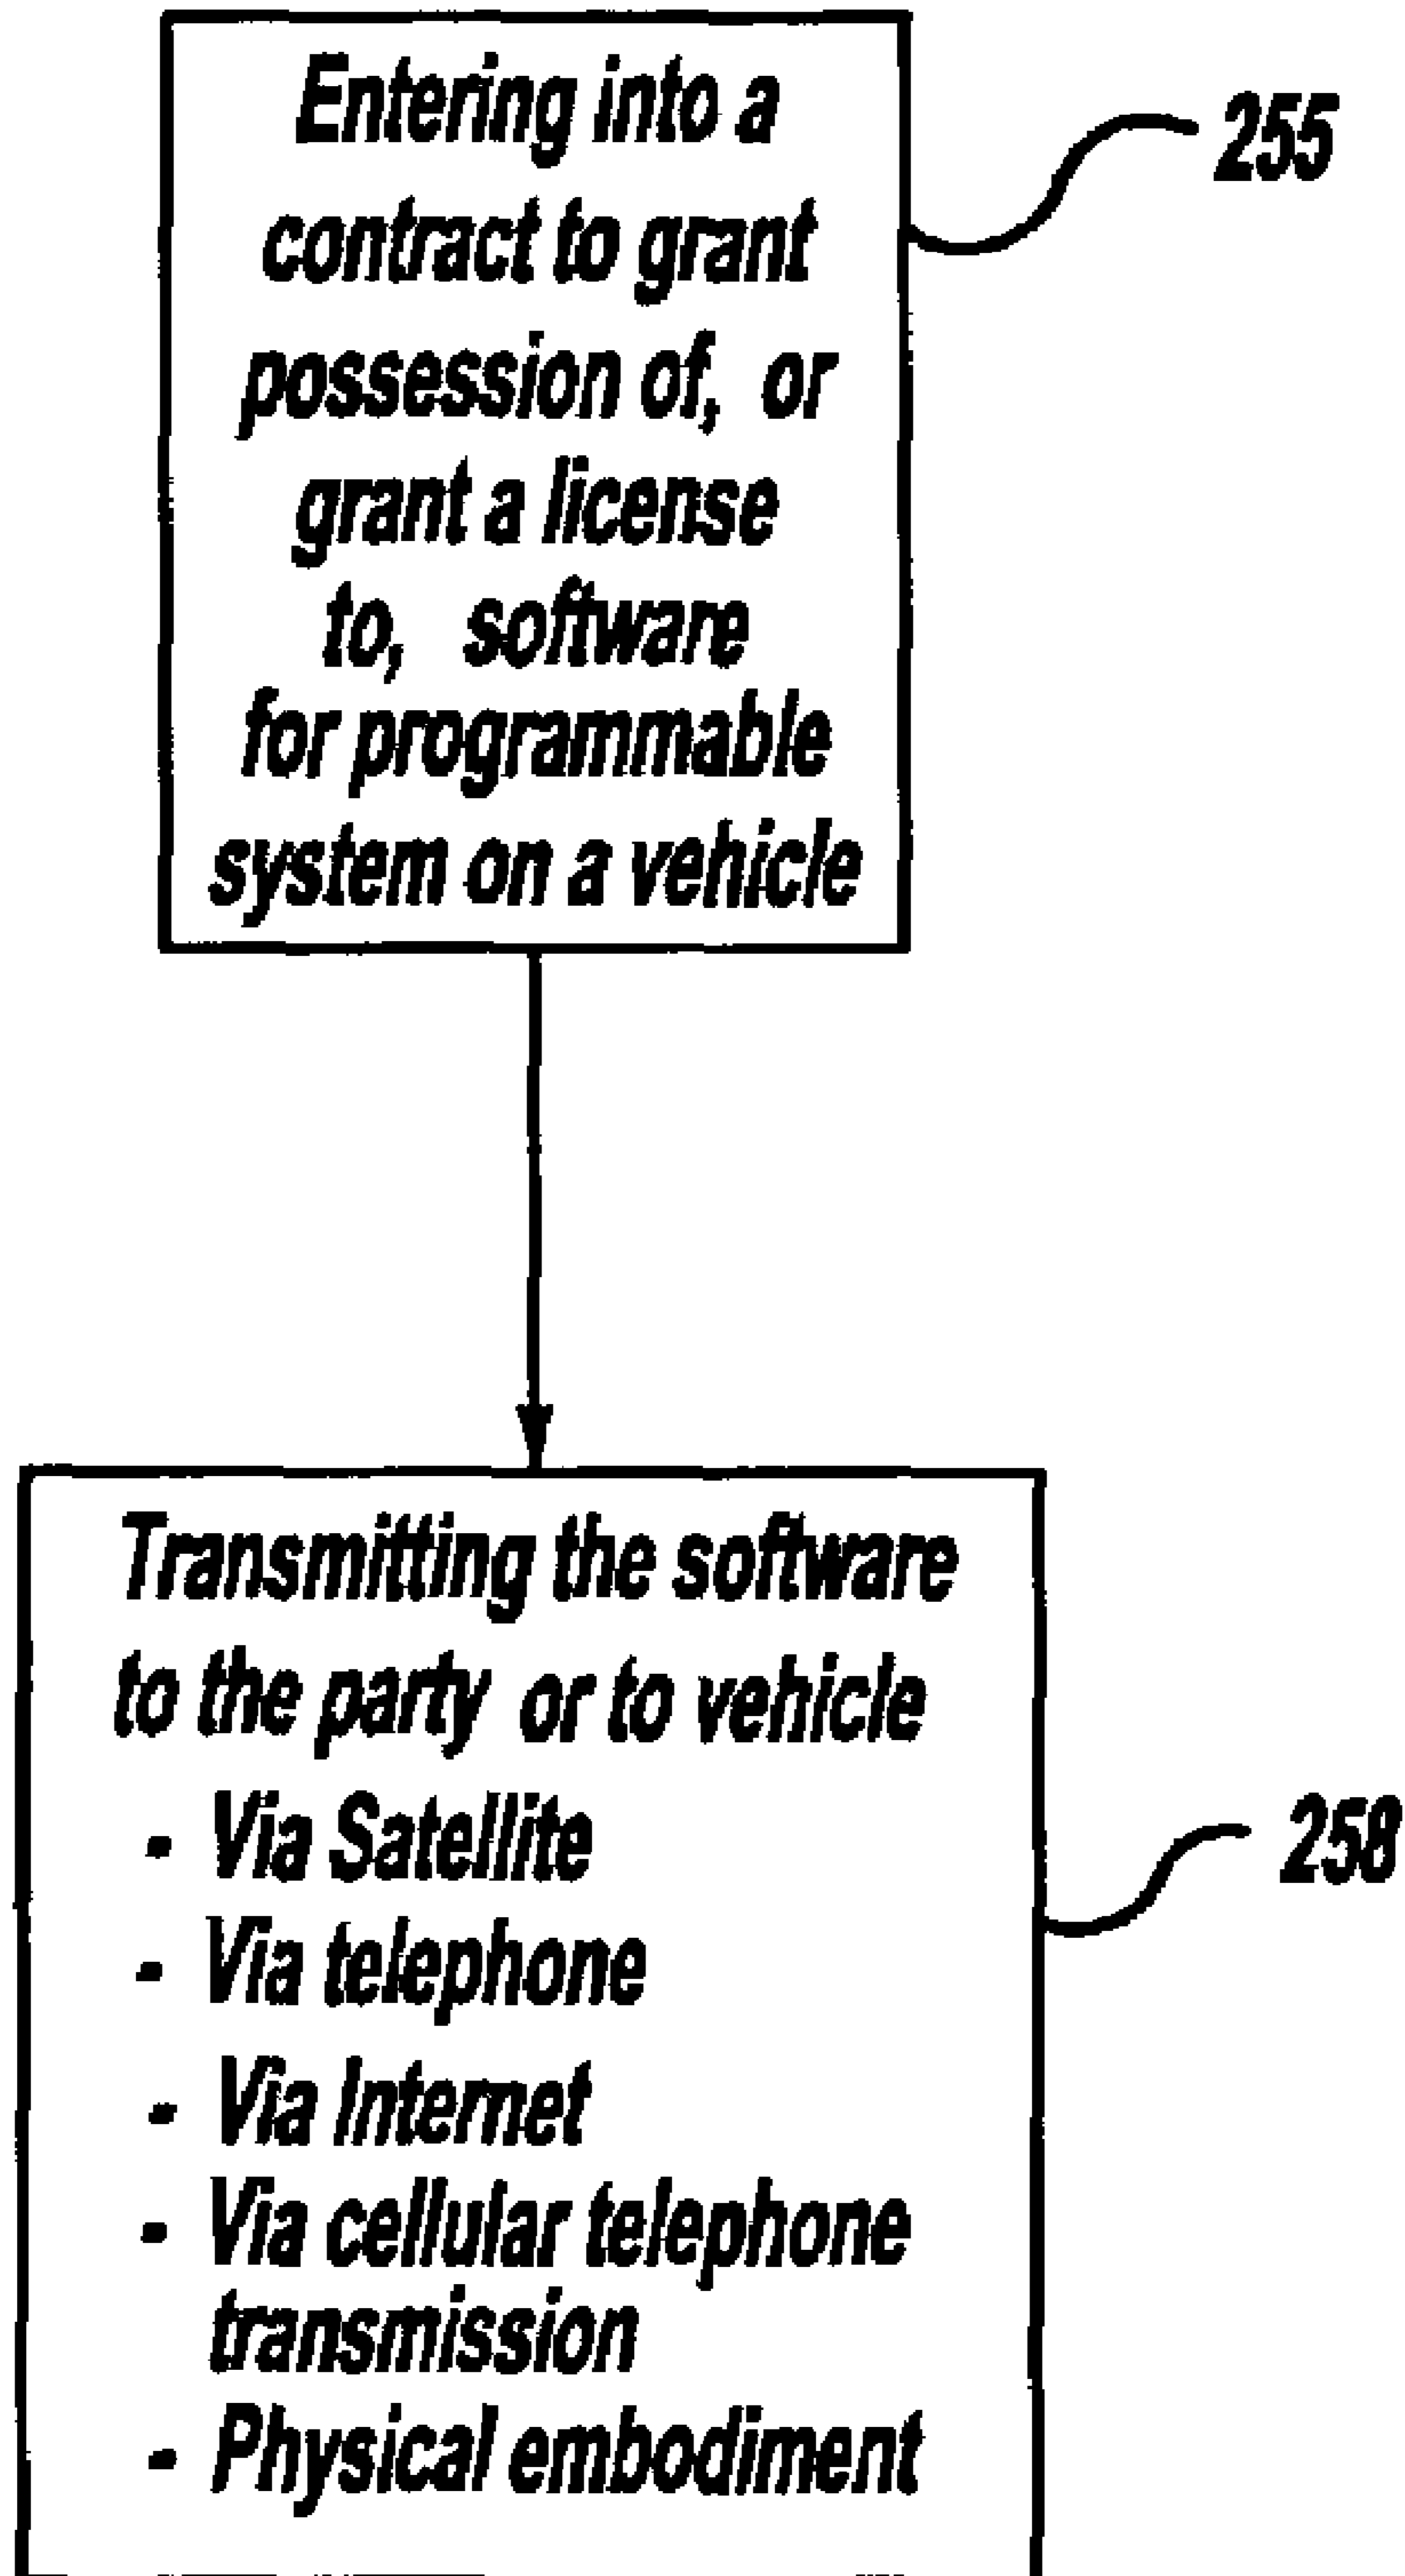 Entering into a
255
contract to grant
possession of, or
grant a license
to, software
for programmable
system on a vehicle
Transmitting the software
to the party or to vehicle
- Via Satellite
258
- Via telephone
- Via Internet
- Via cellular telephone
transmission
- Physical embodiment